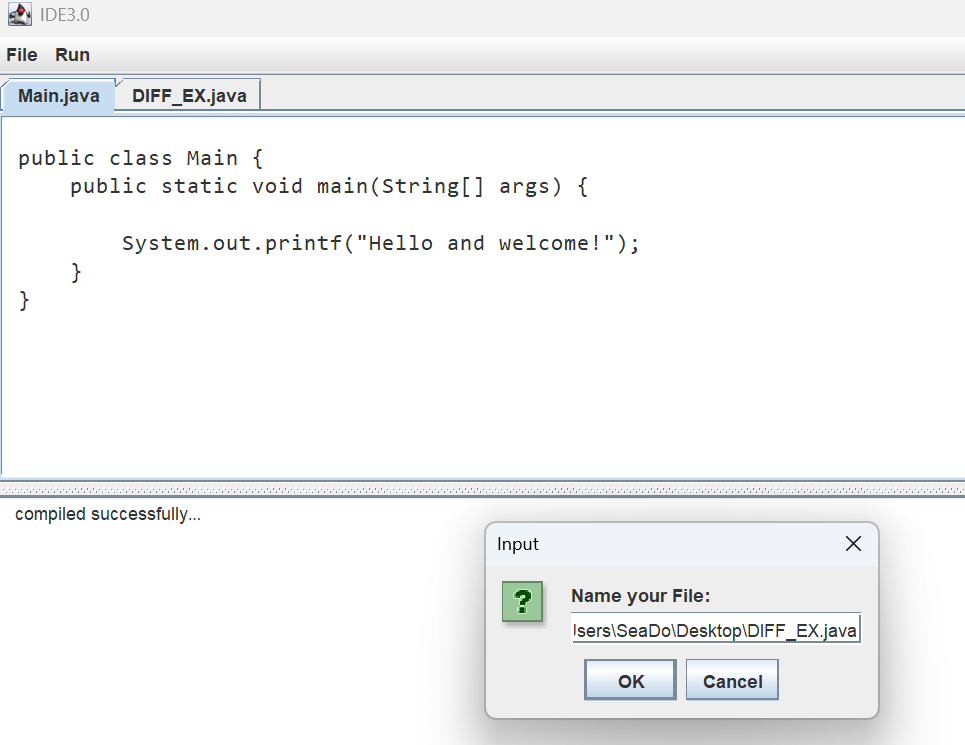 IDE3.0
File Run
Main.java DIFF_EX.java
public class Main {
    public static void main(String[] args) {
        System.out.printf("Hello and welcome!");
    }
}
compiled successfully...
Input
?
Name your File:
sers\SeaDo\Desktop\DIFF_EX.java
OK Cancel